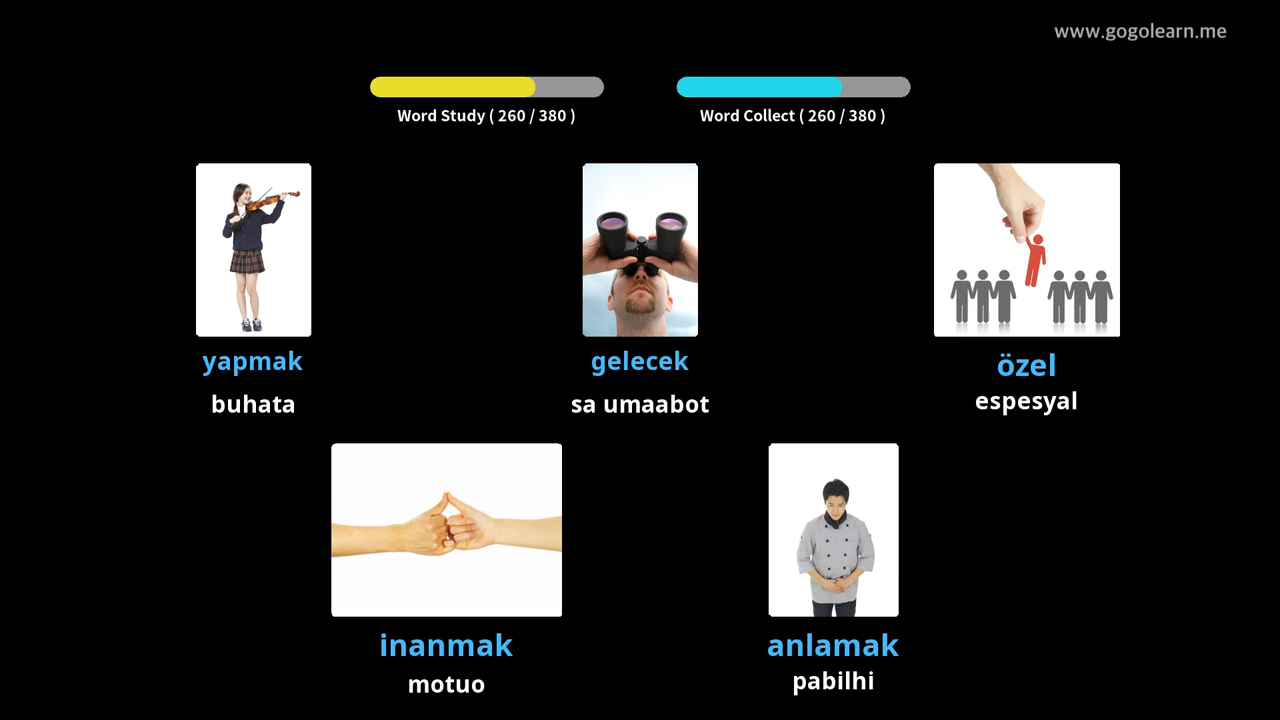 www.gogolearn.me
Word Study ( 260 / 380 )
Word Collect ( 260 / 380 )
yapmak
buhata
gelecek
sa umaabot
özel
espesyal
inanmak
motuo
anlamak
pabilhi